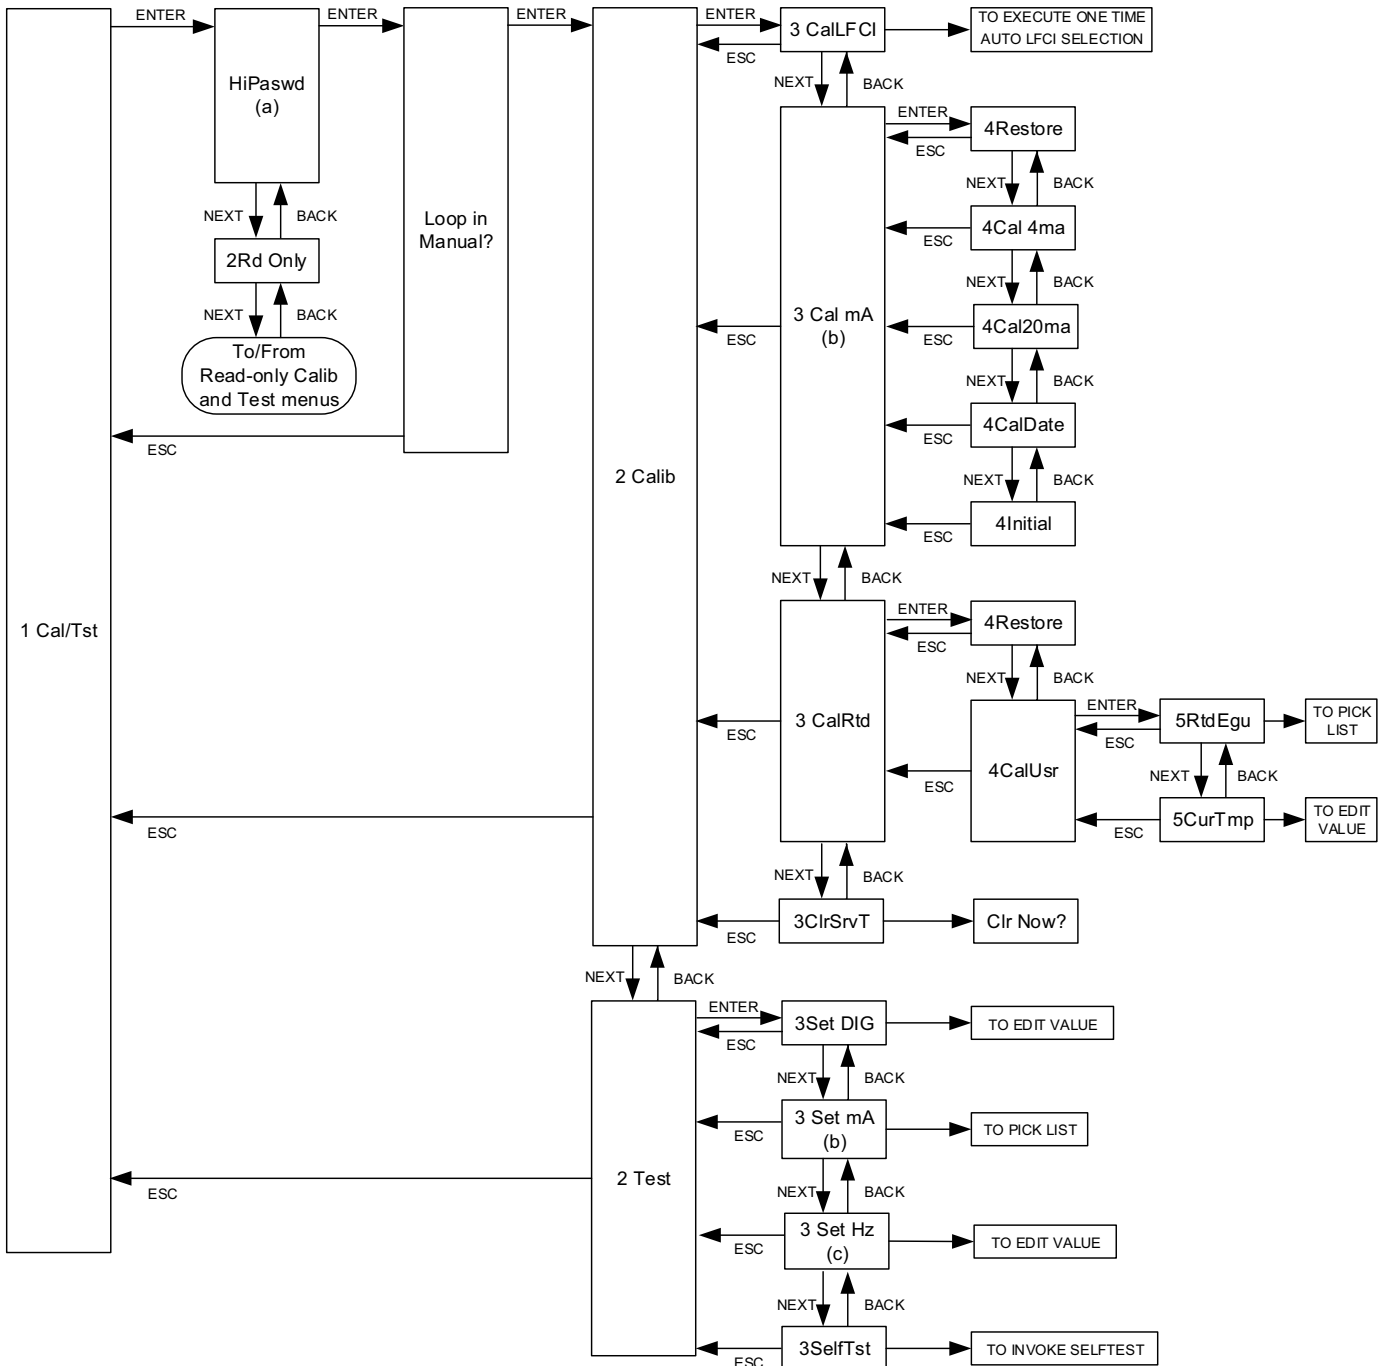 ENTER
ENTER
ENTER
ENTER
3 CalLFCI
TO EXECUTE ONE TIME
AUTO LFCI SELECTION
ESC
HiPaswd
(a)
NEXT
BACK
ENTER
4Restore
ESC
NEXT
BACK
NEXT
BACK
Loop in
Manual?
4Cal 4ma
ESC
2Rd Only
NEXT
BACK
NEXT
BACK
3 Cal mA
(b)
ESC
4Cal20ma
ESC
To/From
Read-only Calib
and Test menus
NEXT
BACK
ESC
4CalDate
ESC
2 Calib
NEXT
BACK
4Initial
ESC
NEXT
BACK
1 Cal/Tst
ENTER
4Restore
ESC
NEXT
BACK
3 CalRtd
ESC
ENTER
5RtdEgu
TO PICK
LIST
ESC
4CalUsr
ESC
NEXT
BACK
5CurTmp
TO EDIT
VALUE
ESC
ESC
NEXT
BACK
3ClrSrvT
Clr Now?
ESC
NEXT
BACK
ENTER
3Set DIG
TO EDIT VALUE
ESC
NEXT
BACK
3 Set mA
(b)
TO PICK LIST
ESC
2 Test
ESC
NEXT
BACK
3 Set Hz
(c)
TO EDIT VALUE
ESC
NEXT
BACK
3SelfTst
TO INVOKE SELFTEST
ESC